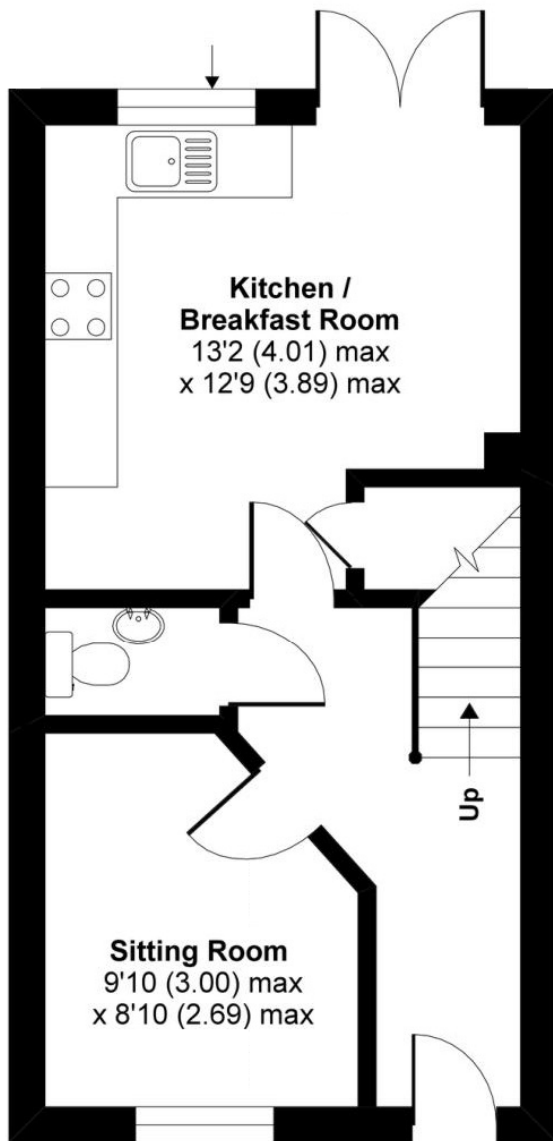 Kitchen /
Breakfast Room
13'2 (4.01) max
x 12'9 (3.89) max
Up
Sitting Room
9'10 (3.00) max
x 8'10 (2.69) max